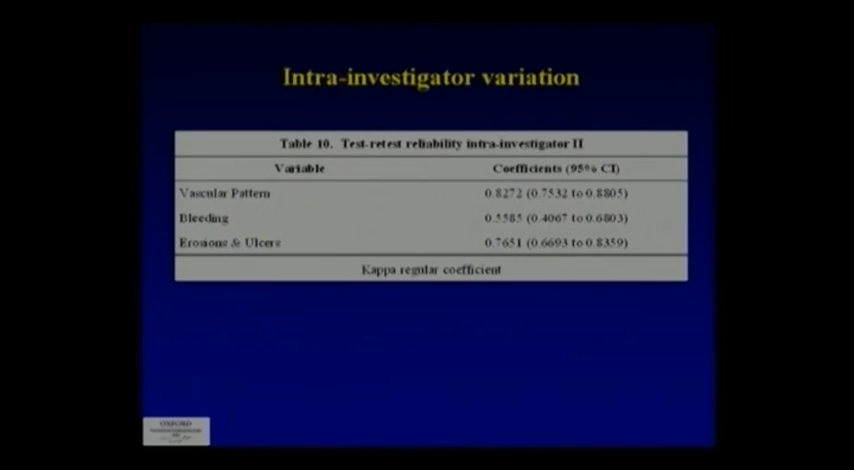 Intra-investigator variation
Table 10. Test-retest reliability intra-investigator II
Variable Coefficients (95% CI)
Vascular Pattern 0.8272 (0.7532 to 0.8805)
Bleeding 0.5585 (0.4067 to 0.6803)
Erosions & Ulcers 0.7651 (0.6693 to 0.8359)
Kappa regular coefficient
OXFORD